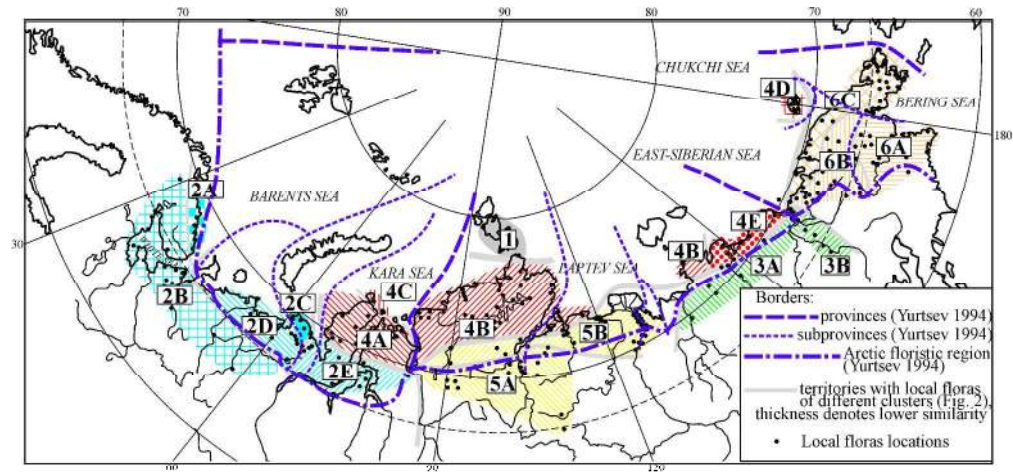 70
80
90
80
70
60
CHUKCHI SEA
4D
6C
BERING SEA
180
6A
EAST-SIBERIAN SEA
6B
2A
BARENTS SEA
30
1
4E
4B
LAPTEV SEA
3A
3B
KARA SEA
4C
2B
2C
2D
4A
4B
5B
2E
5A
Borders:
provinces (Yurtsev 1994)
subprovinces (Yurtsev 1994)
Arctic floristic region
(Yurtsev 1994)
territories with local floras
of different clusters (Fig. 2),
thickness denotes lower similarity
Local floras locations
90
120